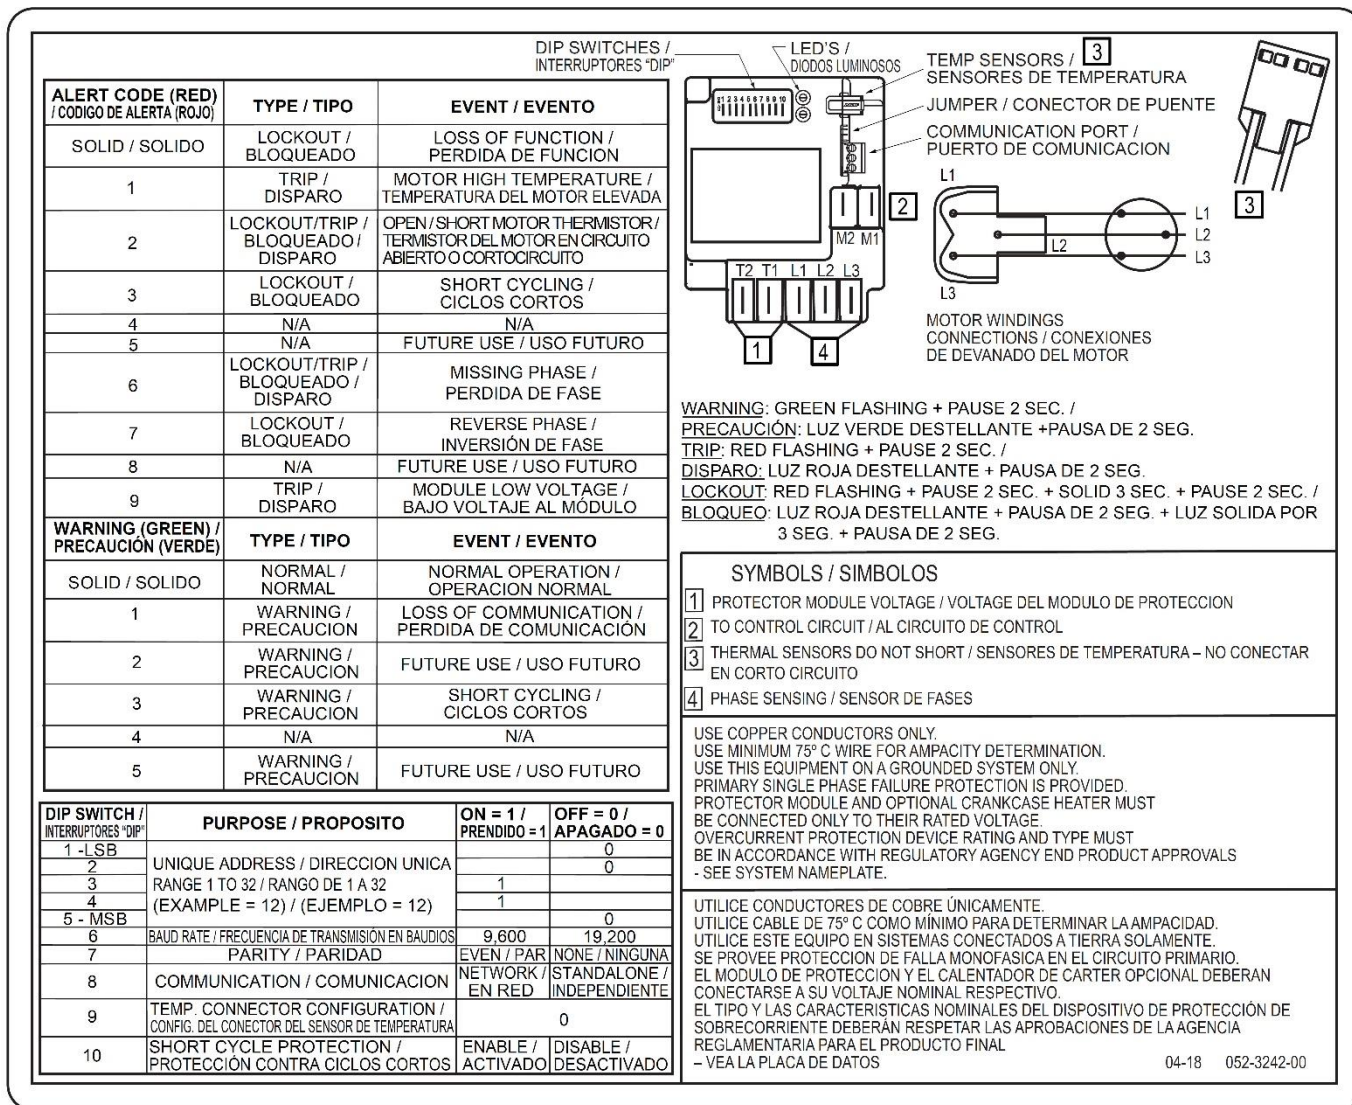 ALERT CODE (RED)
/ CODIGO DE ALERTA (ROJO)
TYPE / TIPO
EVENT / EVENTO
SOLID / SOLIDO
LOCKOUT /
BLOQUEADO
LOSS OF FUNCTION /
PERDIDA DE FUNCION
1
TRIP /
DISPARO
MOTOR HIGH TEMPERATURE /
TEMPERATURA DEL MOTOR ELEVADA
2
LOCKOUT/TRIP /
BLOQUEADO /
DISPARO
OPEN / SHORT MOTOR THERMISTOR /
TERMISTOR DEL MOTOR EN CIRCUITO
ABIERTO O CORTOCIRCUITO
3
LOCKOUT /
BLOQUEADO
SHORT CYCLING /
CICLOS CORTOS
4
N/A
N/A
5
N/A
FUTURE USE / USO FUTURO
6
LOCKOUT/TRIP /
BLOQUEADO /
DISPARO
MISSING PHASE /
PERDIDA DE FASE
7
LOCKOUT /
BLOQUEADO
REVERSE PHASE /
INVERSIÓN DE FASE
8
N/A
FUTURE USE / USO FUTURO
9
TRIP /
DISPARO
MODULE LOW VOLTAGE /
BAJO VOLTAJE AL MÓDULO
WARNING (GREEN) /
PRECAUCIÓN (VERDE)
TYPE / TIPO
EVENT / EVENTO
SOLID / SOLIDO
NORMAL /
NORMAL
NORMAL OPERATION /
OPERACION NORMAL
1
WARNING /
PRECAUCION
LOSS OF COMMUNICATION /
PERDIDA DE COMUNICACIÓN
2
WARNING /
PRECAUCION
FUTURE USE / USO FUTURO
3
WARNING /
PRECAUCION
SHORT CYCLING /
CICLOS CORTOS
4
N/A
N/A
5
WARNING /
PRECAUCION
FUTURE USE / USO FUTURO
DIP SWITCH /
INTERRUPTORES "DIP"
PURPOSE / PROPOSITO
ON = 1 /
PRENDIDO = 1
OFF = 0 /
APAGADO = 0
1 -LSB
0
2
0
3
1
4
1
5 - MSB
0
UNIQUE ADDRESS / DIRECCION UNICA
RANGE 1 TO 32 / RANGO DE 1 A 32
(EXAMPLE = 12) / (EJEMPLO = 12)
6
BAUD RATE / FRECUENCIA DE TRANSMISIÓN EN BAUDIOS
9,600
19,200
7
PARITY / PARIDAD
EVEN / PAR
NONE / NINGUNA
8
COMMUNICATION / COMUNICACION
NETWORK /
EN RED
STANDALONE /
INDEPENDIENTE
9
TEMP. CONNECTOR CONFIGURATION /
CONFIG. DEL CONECTOR DEL SENSOR DE TEMPERATURA
0
10
SHORT CYCLE PROTECTION /
PROTECCIÓN CONTRA CICLOS CORTOS
ENABLE /
ACTIVADO
DISABLE /
DESACTIVADO
DIP SWITCHES /
INTERRUPTORES "DIP"
LED'S /
DIODOS LUMINOSOS
TEMP SENSORS / 3
SENSORES DE TEMPERATURA
JUMPER / CONECTOR DE PUENTE
COMMUNICATION PORT /
PUERTO DE COMUNICACION
1 2 3 4 5 6 7 8 9 10
M2 M1
2
T2 T1 L1 L2 L3
1
4
L1
L2
L3
L1
L2
L3
3
MOTOR WINDINGS
CONNECTIONS / CONEXIONES
DE DEVANADO DEL MOTOR
WARNING: GREEN FLASHING + PAUSE 2 SEC. /
PRECAUCIÓN: LUZ VERDE DESTELLANTE +PAUSA DE 2 SEG.
TRIP: RED FLASHING + PAUSE 2 SEC. /
DISPARO: LUZ ROJA DESTELLANTE + PAUSA DE 2 SEG.
LOCKOUT: RED FLASHING + PAUSE 2 SEC. + SOLID 3 SEC. + PAUSE 2 SEC. /
BLOQUEO: LUZ ROJA DESTELLANTE + PAUSA DE 2 SEG. + LUZ SOLIDA POR
3 SEG. + PAUSA DE 2 SEG.
SYMBOLS / SIMBOLOS
1 PROTECTOR MODULE VOLTAGE / VOLTAGE DEL MODULO DE PROTECCION
2 TO CONTROL CIRCUIT / AL CIRCUITO DE CONTROL
3 THERMAL SENSORS DO NOT SHORT / SENSORES DE TEMPERATURA – NO CONECTAR
EN CORTO CIRCUITO
4 PHASE SENSING / SENSOR DE FASES
USE COPPER CONDUCTORS ONLY.
USE MINIMUM 75º C WIRE FOR AMPACITY DETERMINATION.
USE THIS EQUIPMENT ON A GROUNDED SYSTEM ONLY.
PRIMARY SINGLE PHASE FAILURE PROTECTION IS PROVIDED.
PROTECTOR MODULE AND OPTIONAL CRANKCASE HEATER MUST
BE CONNECTED ONLY TO THEIR RATED VOLTAGE.
OVERCURRENT PROTECTION DEVICE RATING AND TYPE MUST
BE IN ACCORDANCE WITH REGULATORY AGENCY END PRODUCT APPROVALS
- SEE SYSTEM NAMEPLATE.
UTILICE CONDUCTORES DE COBRE ÚNICAMENTE.
UTILICE CABLE DE 75º C COMO MÍNIMO PARA DETERMINAR LA AMPACIDAD.
UTILICE ESTE EQUIPO EN SISTEMAS CONECTADOS A TIERRA SOLAMENTE.
SE PROVEE PROTECCION DE FALLA MONOFASICA EN EL CIRCUITO PRIMARIO.
EL MODULO DE PROTECCION Y EL CALENTADOR DE CARTER OPCIONAL DEBERAN
CONECTARSE A SU VOLTAJE NOMINAL RESPECTIVO.
EL TIPO Y LAS CARACTERISTICAS NOMINALES DEL DISPOSITIVO DE PROTECCIÓN DE
SOBRECORRIENTE DEBERÁN RESPETAR LAS APROBACIONES DE LA AGENCIA
REGLAMENTARIA PARA EL PRODUCTO FINAL
– VEA LA PLACA DE DATOS
04-18 052-3242-00